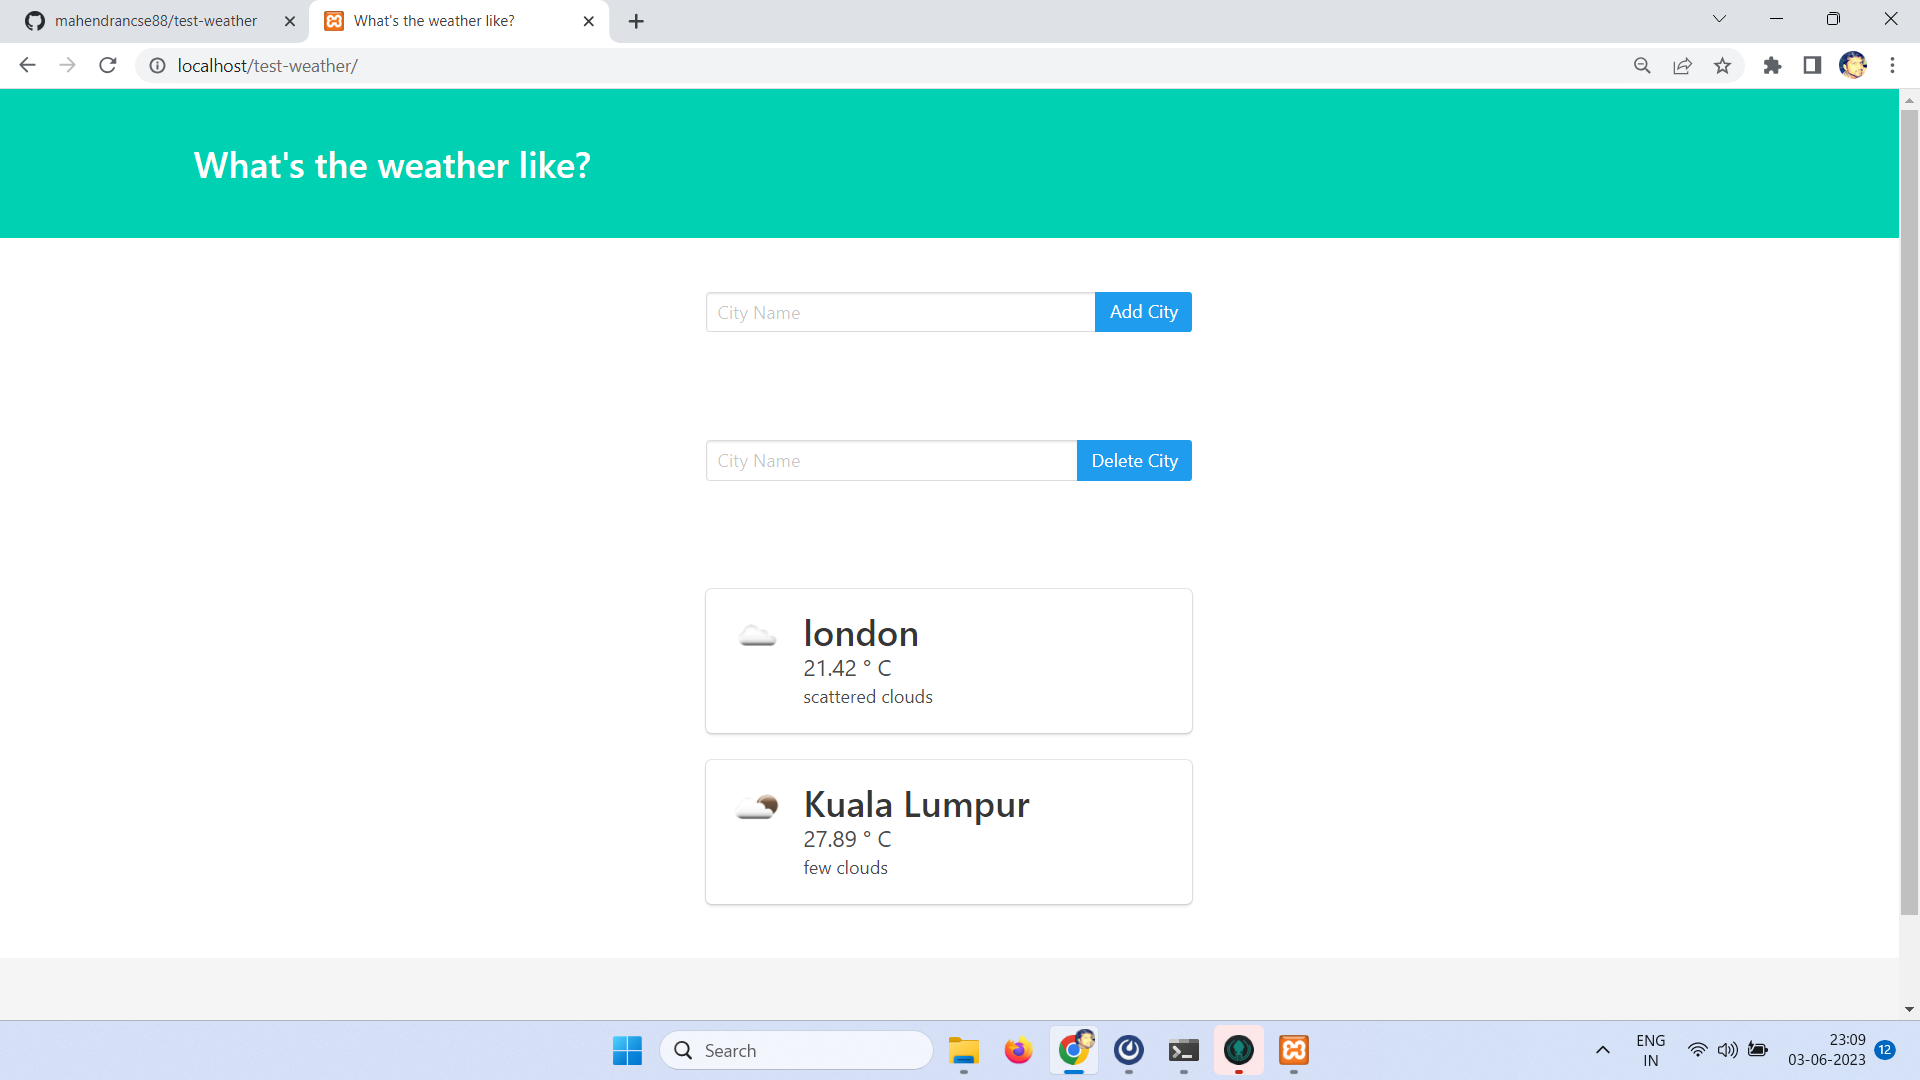 mahendrancse88/test-weather
What's the weather like?
localhost/test-weather/
What's the weather like?
City Name
Add City
City Name
Delete City
london
21.42 ° C
scattered clouds
Kuala Lumpur
27.89 ° C
few clouds
Search
ENG
IN
23:09
03-06-2023
12